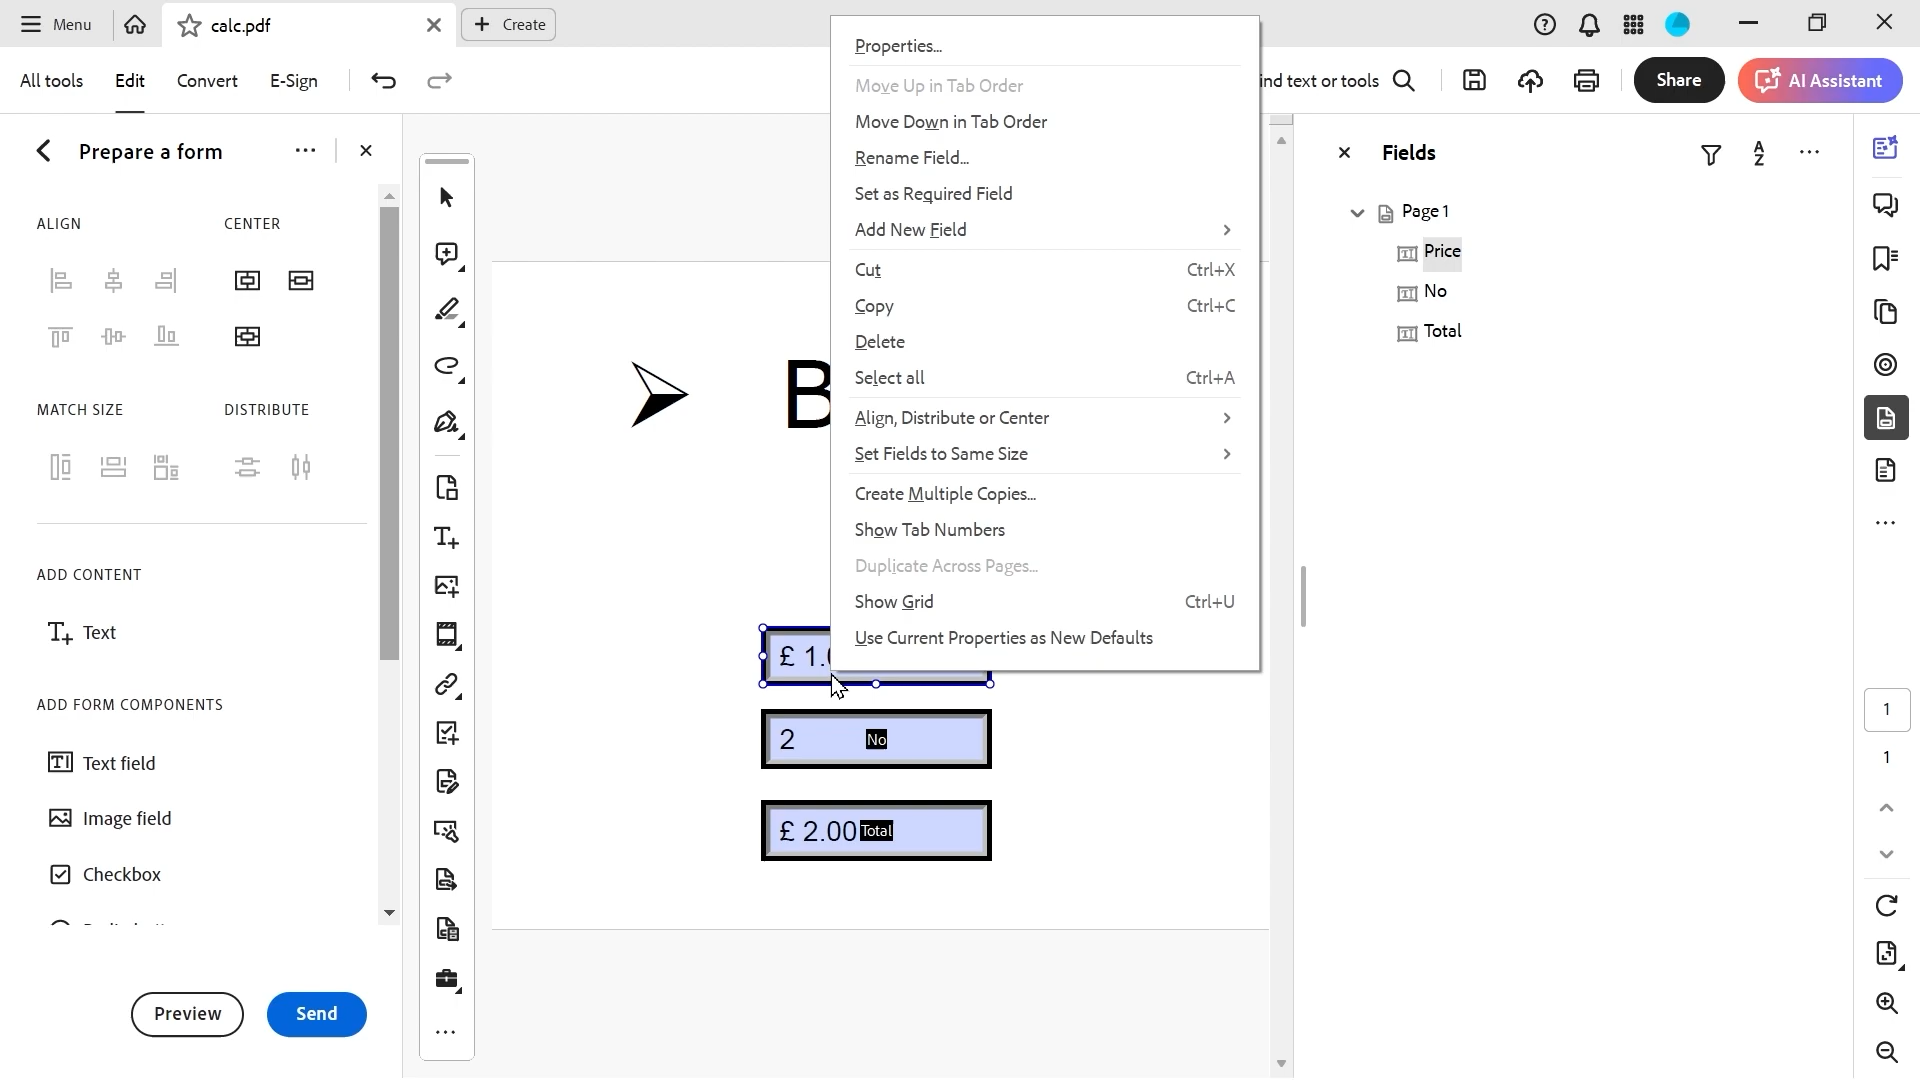 Menu
calc.pdf
Create
All tools
Edit
Convert
E-Sign
ind text or tools
Share
AI Assistant
Prepare a form
ALIGN
CENTER
MATCH SIZE
DISTRIBUTE
ADD CONTENT
Text
ADD FORM COMPONENTS
Text field
Image field
Checkbox
Preview
Send
B
£ 1.0
2
No
£ 2.00
Total
Properties...
Move Up in Tab Order
Move Down in Tab Order
Rename Field...
Set as Required Field
Add New Field
Cut Ctrl+X
Copy Ctrl+C
Delete
Select all Ctrl+A
Align, Distribute or Center
Set Fields to Same Size
Create Multiple Copies...
Show Tab Numbers
Duplicate Across Pages...
Show Grid Ctrl+U
Use Current Properties as New Defaults
Fields
A
Z
Page 1
Price
No
Total
1
1